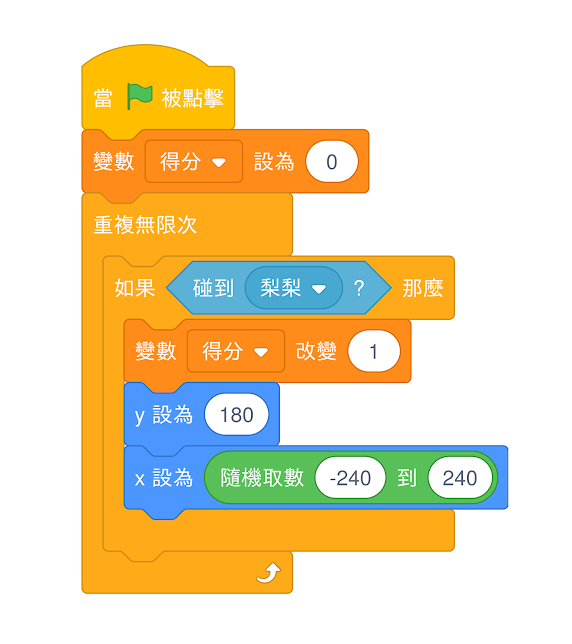 當 被點擊
變數 得分 設為 0
重複無限次
如果 碰到 梨梨 ? 那麼
變數 得分 改變 1
y 設為 180
x 設為 隨機取數 -240 到 240